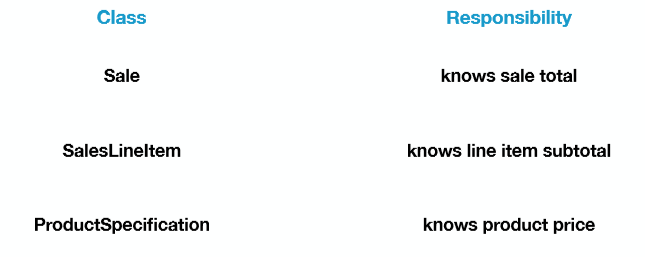 Class Responsibility
Sale knows sale total
SalesLineItem knows line item subtotal
ProductSpecification knows product price